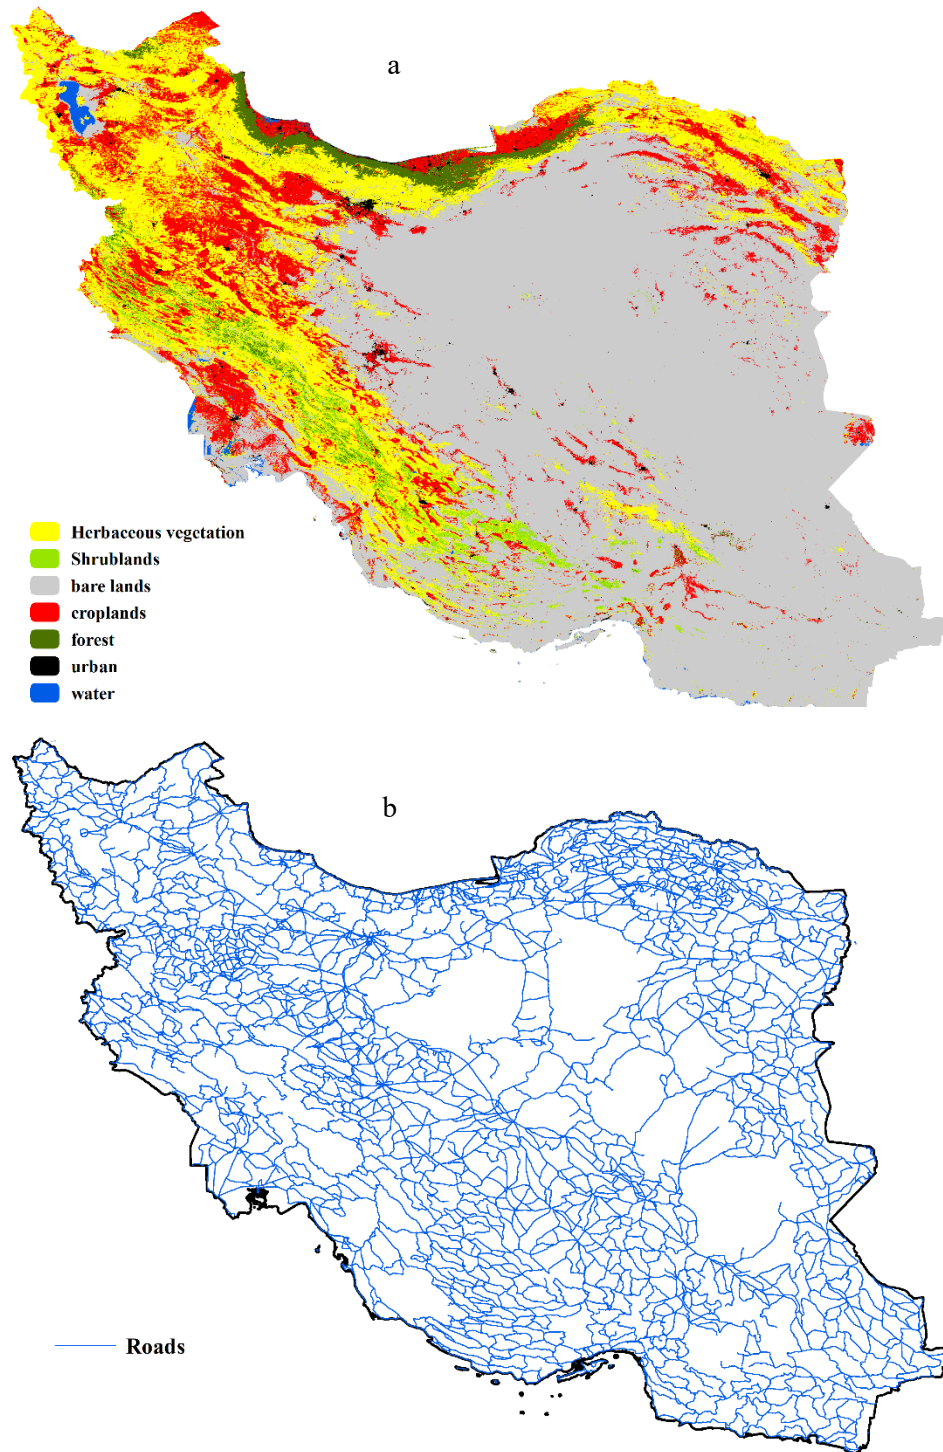 a
Herbaceous vegetation
Shrublands
bare lands
croplands
forest
urban
water
b
Roads